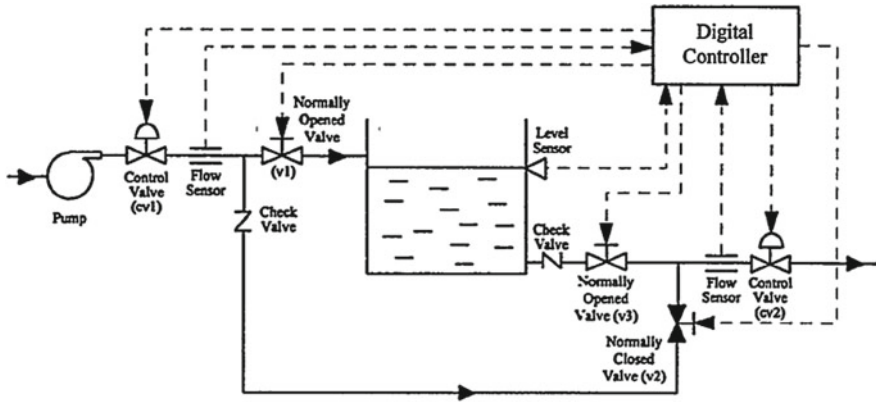 Digital
Controller
Normally
Opened
Valve
(v1)
Level
Sensor
Pump
Control
Valve
(cv1)
Flow
Sensor
Check
Valve
Check
Valve
Normally
Opened
Valve (v3)
Flow
Sensor
Control
Valve
(cv2)
Normally
Closed
Valve (v2)